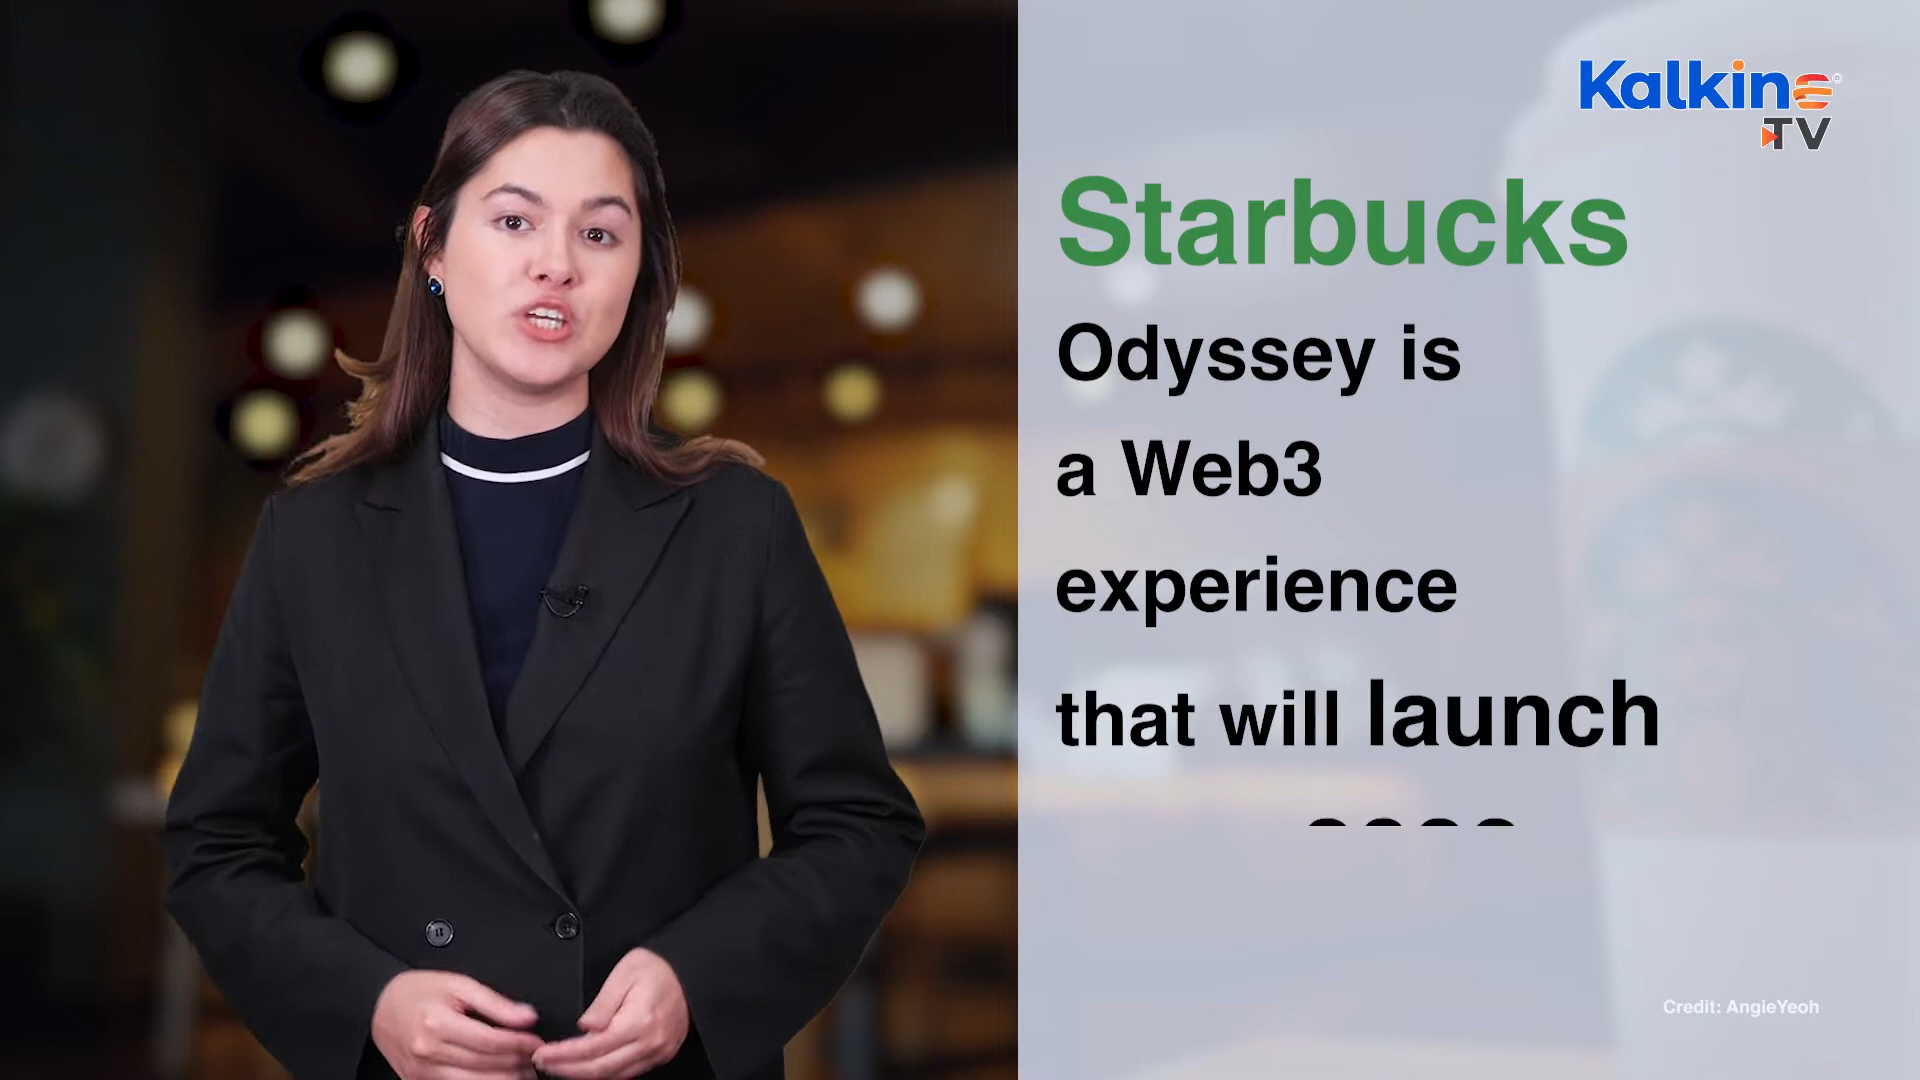 Kalkine
TV
Starbucks
Odyssey is
a Web3
experience
that will launch
Credit: AngieYeoh